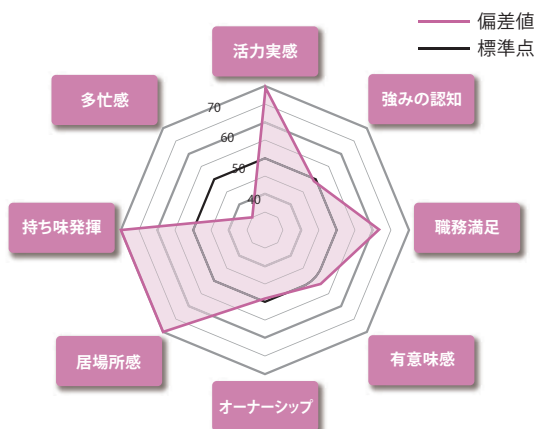 偏差値
標準点
活力実感
多忙感
強みの認知
70
60
50
40
持ち味発揮
職務満足
居場所感
有意味感
オーナーシップ